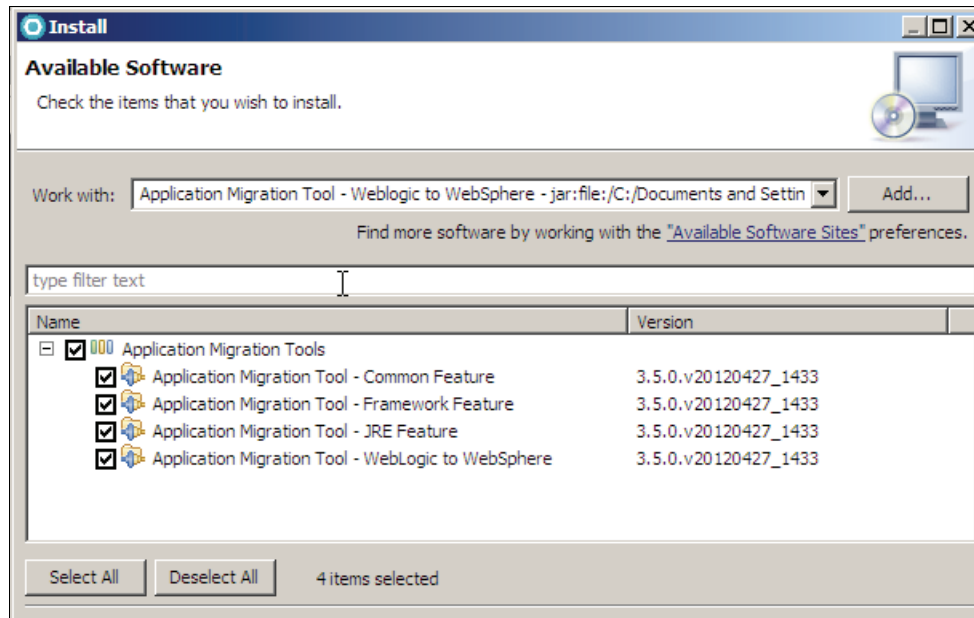 Install
Available Software
Check the items that you wish to install.
Work with: Application Migration Tool - Weblogic to WebSphere - jar:file:/C:/Documents and Settin Add...
Find more software by working with the "Available Software Sites" preferences.
type filter text
Name Version
Application Migration Tools
Application Migration Tool - Common Feature 3.5.0.v20120427_1433
Application Migration Tool - Framework Feature 3.5.0.v20120427_1433
Application Migration Tool - JRE Feature 3.5.0.v20120427_1433
Application Migration Tool - WebLogic to WebSphere 3.5.0.v20120427_1433
Select All Deselect All 4 items selected